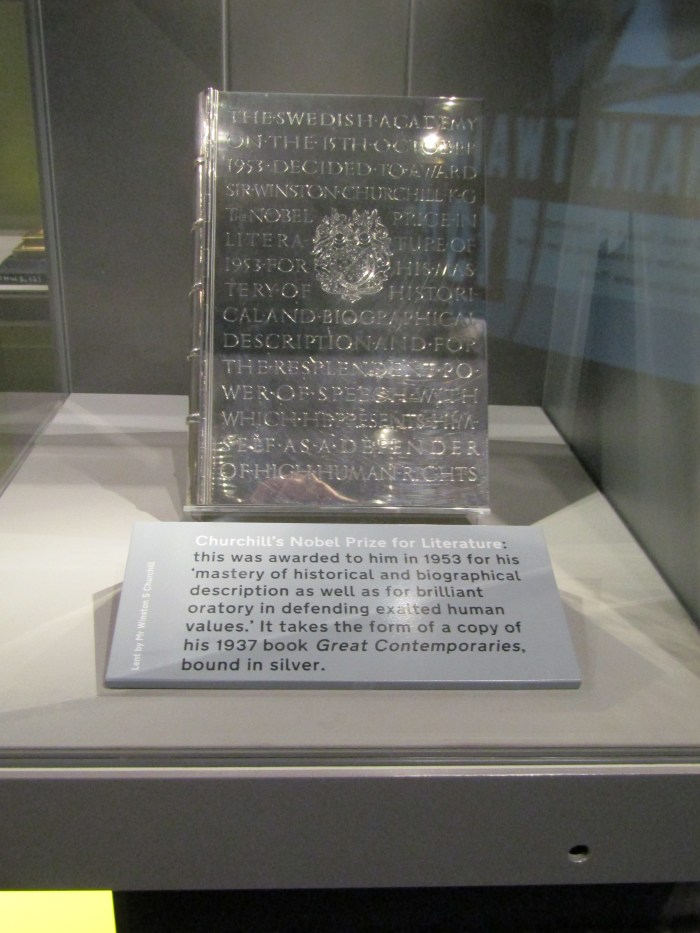 THE·SWEDISH·ACADEMY
ON·THE·15TH·OCTOBER
1953·DECIDED·TO·AWARD
SIR·WINSTON·CHURCHILL·K·G
THE·NOBEL PRICE·IN
LITERA- TURE·OF
1953·FOR HIS·MAS
TERY·OF HISTORI-
CAL·AND·BIOGRAPHICAL
DESCRIPTION·AND·FOR
THE·RESPLENDENT·PO-
WER·OF·SPEECH·WITH
WHICH·HE·PRESENTS·HIM-
SELF·AS·A·DEFENDER
OF·HIGH·HUMAN·RIGHTS
Churchill's Nobel Prize for Literature:
this was awarded to him in 1953 for his
'mastery of historical and biographical
description as well as for brilliant
oratory in defending exalted human
values.' It takes the form of a copy of
his 1937 book Great Contemporaries,
bound in silver.
Lent by Mr Winston S Churchill